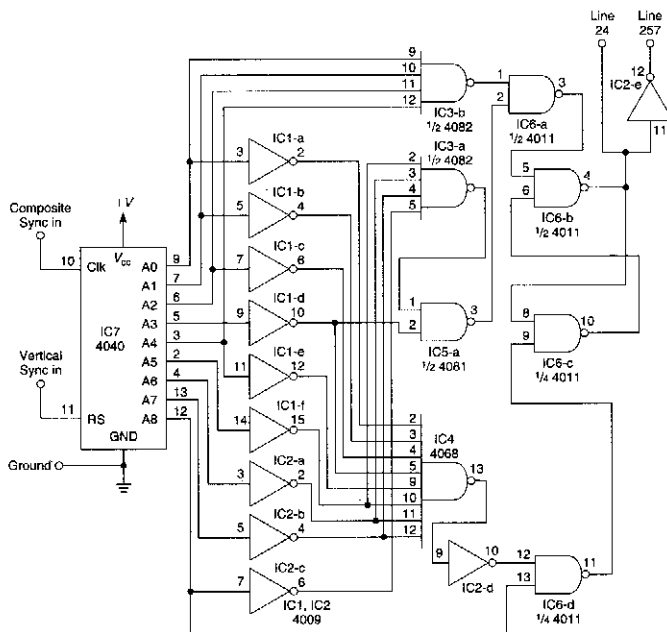 Line
24
Line
257
12
IC2-e
11
9
10
11
12
IC3-b
1/2 4082
1
2
3
IC6-a
1/2 4011
IC3-a
1/2 4082
2
3
4
5
IC1-a
3
2
IC1-b
5
4
IC1-c
7
6
IC1-d
9
10
IC1-e
11
12
IC1-f
14
15
IC2-a
3
2
IC2-b
5
4
IC2-c
7
6
IC1, IC2
4009
+V
Composite
Sync in
10
Clk
VCC
IC7
4040
Vertical
Sync in
11
RS
GND
Ground
A0
9
A1
7
A2
6
A3
5
A4
3
A5
2
A6
4
A7
13
A8
12
5
6
4
IC6-b
1/2 4011
1
2
3
IC5-a
1/2 4081
8
9
10
IC6-c
1/4 4011
2
3
4
5
9
10
11
12
IC4
4068
13
9
10
IC2-d
12
13
11
IC6-d
1/4 4011